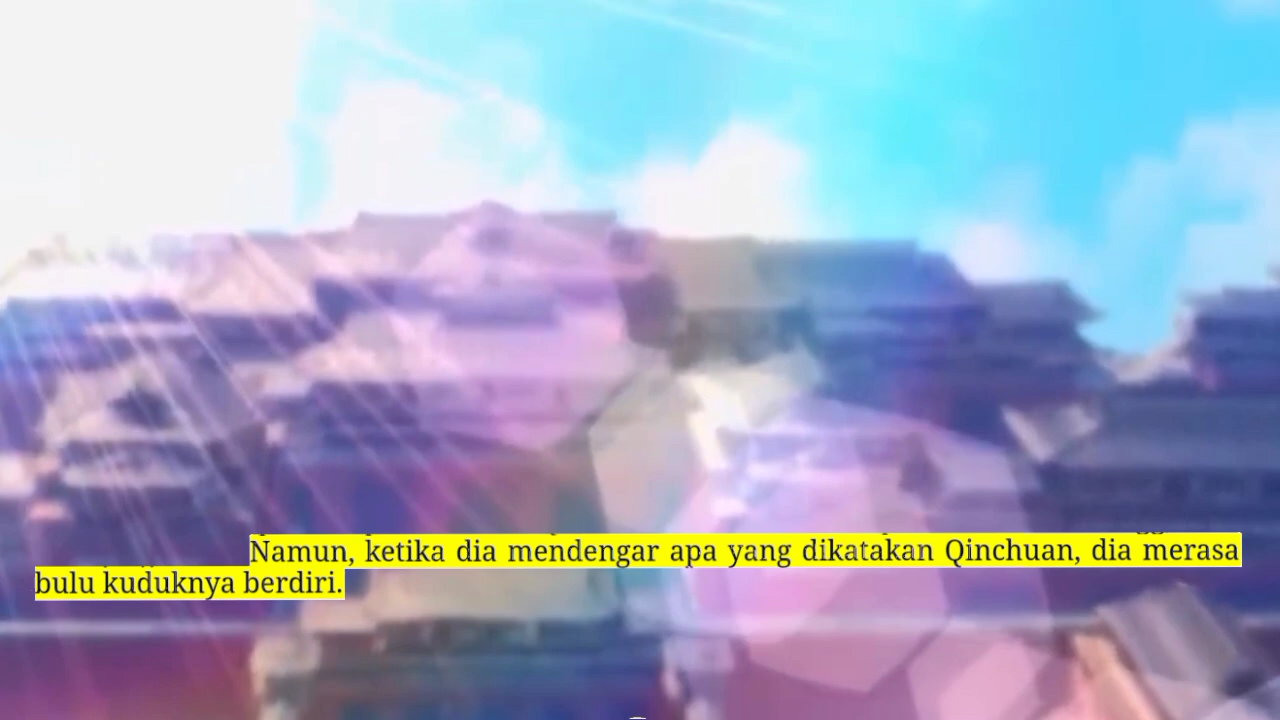 Namun, ketika dia mendengar apa yang dikatakan Qinchuan, dia merasa
bulu kuduknya berdiri.